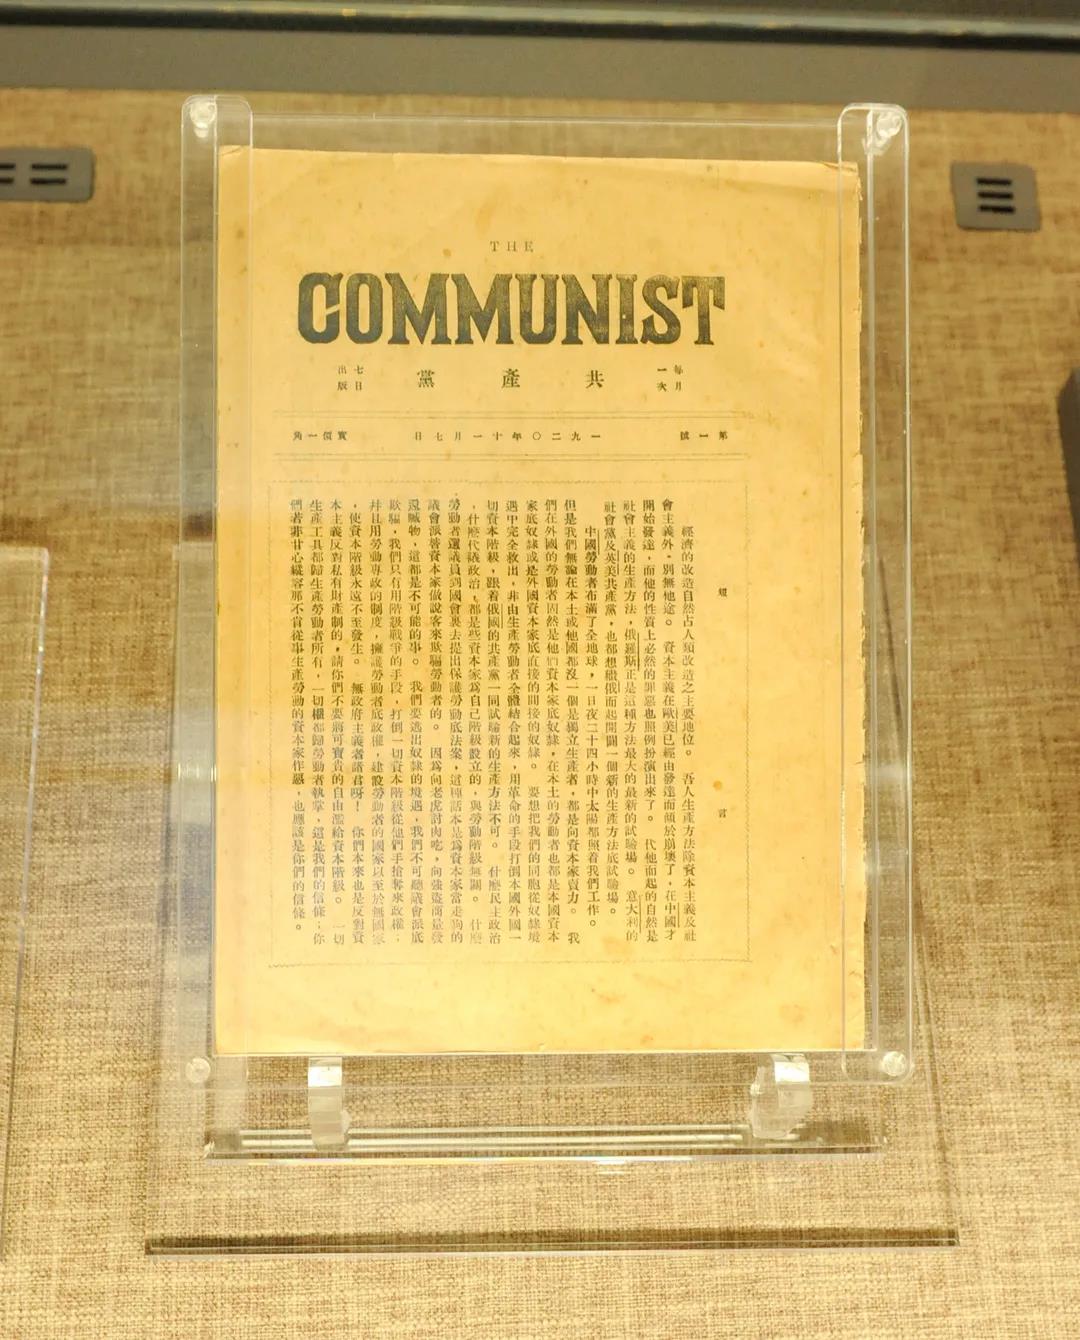 THE
COMMUNIST
每月一次
共產黨
七日出版
第一號
一九二〇年十一月七日
實價一角
短言
經濟的改造自然占人類改造之主要地位。 吾人生產方法除資本主義及社
會主義外，別無他途。 資本主義在歐美已經由發達而傾於崩壞了，在中國才
開始發達，而他的性質上必然的罪惡也照例扮演出來了。 代他而起的自然是
社會主義的生產方法，俄羅斯正是這種方法最大的最新的試驗場。 意大利的
社會黨及英美共產黨，也都想繼俄而起開闢一個新的生產方法底試驗場。
中國勞動者布滿了全地球，一日夜二十四小時中太陽都照着我們工作。
但是我們無論在本土或他國都沒一個是獨立生產者，都是向資本家賣力。 我
們在外國的勞動者固然是他們資本家底奴隸，在本土的勞動者也都是本國資本
家底奴隸或是外國資本家底直接的間接的奴隸。 要想把我們的同胞從奴隸境
遇中完全救出，非由生產勞動者全體結合起來，用革命的手段打倒本國外國一
切資本階級，跟着俄國的共產黨一同試驗新的生產方法不可。 什麼民主政治
，什麼代議政治，都是些資本家爲自己階級設立的，與勞動階級無關。 什麼
勞動者選議員到國會裏去提出保護勞動底法案，這種話本是爲資本家當走狗的
議會派替資本家做說客來欺騙勞動者的。 因爲向老虎討肉吃，向強盜商量發
還贓物，這都是不可能的事。 我們要逃出奴隸的境遇，我們不可聽議會派底
欺騙，我們只有用階級戰爭的手段，打倒一切資本階級從他們手搶奪來政權；
并且用勞動專政的制度，擁護勞動者底政權，建設勞動者的國家以至於無國家
，使資本階級永遠不至發生。 無政府主義者諸君呀！ 你們本來也是反對資
本主義反對私有財產制的，請你們不要將可寶貴的自由濫給資本階級。 一切
生產工具都歸生產勞動者所有，一切權都歸勞動者執掌，這是我們的信條；你
們若非甘心縱容那不肯從事生產勞動的資本家作惡，也應該是你們的信條。